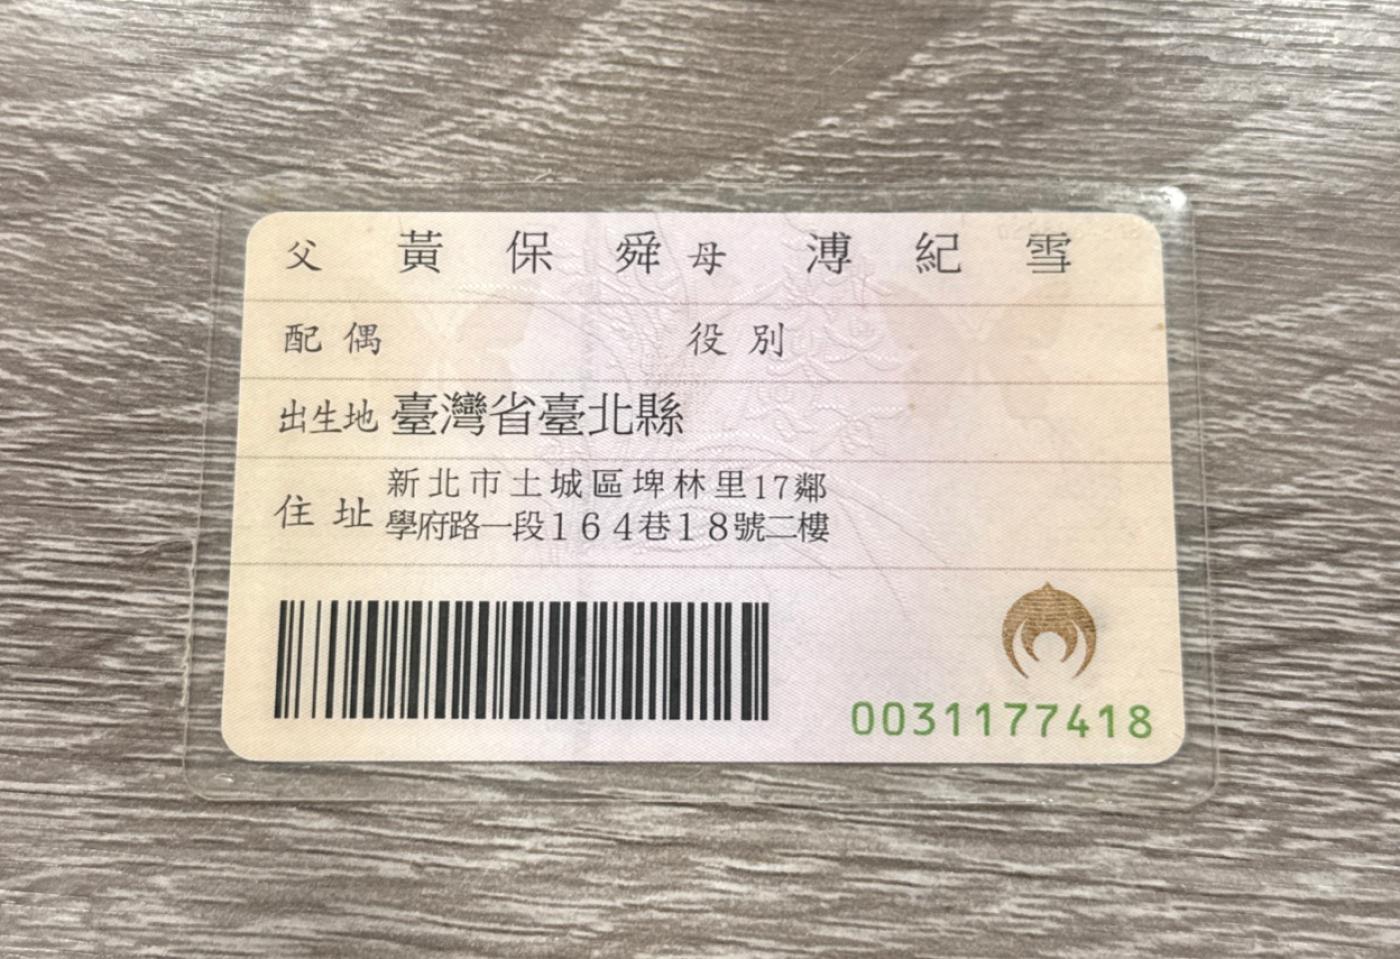 父 黃保舜 母 溥紀雪
配偶 役別
出生地 臺灣省臺北縣
住址 新北市土城區埤林里17鄰
學府路一段164巷18號二樓
0031177418